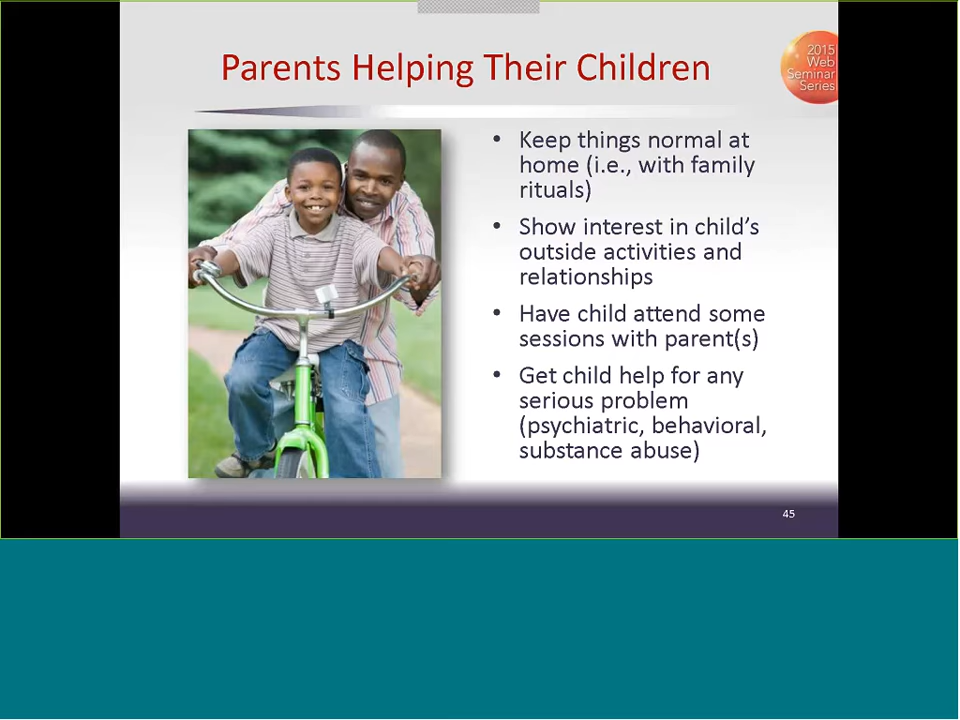 Parents Helping Their Children
2015
Web
Seminar
Series
• Keep things normal at
home (i.e., with family
rituals)
• Show interest in child's
outside activities and
relationships
• Have child attend some
sessions with parent(s)
• Get child help for any
serious problem
(psychiatric, behavioral,
substance abuse)
45